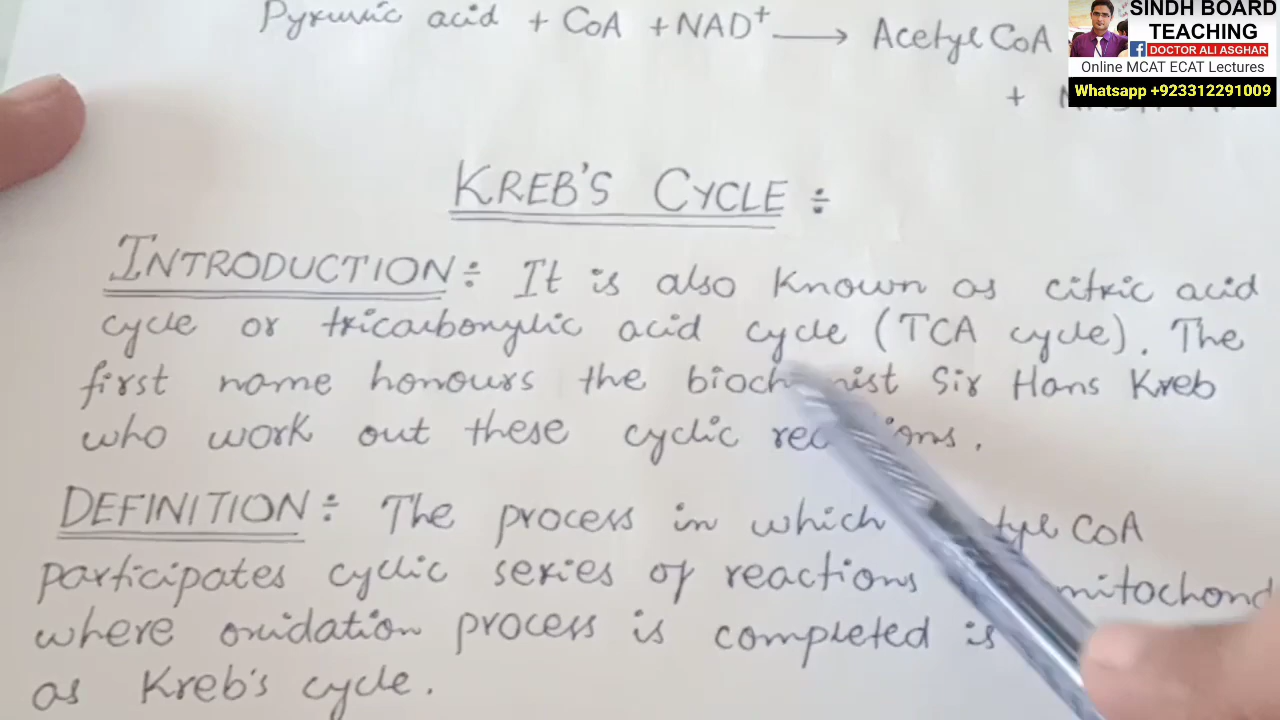 Pyruvic acid + CoA + NAD⁺ ⟶ Acetyl CoA
+
SINDH BOARD
TEACHING
DOCTOR ALI ASGHAR
Online MCAT ECAT Lectures
Whatsapp +923312291009
KREB'S CYCLE ÷
INTRODUCTION ÷ It is also known as citric acid
cycle or tricarbonylic acid cycle (TCA cycle). The
first name honours the biochemist Sir Hans Kreb
who work out these cyclic reactions.
DEFINITION ÷ The process in which CoA
participates cyclic series of reactions mitochond
where oxidation process is completed is
as Kreb's cycle.